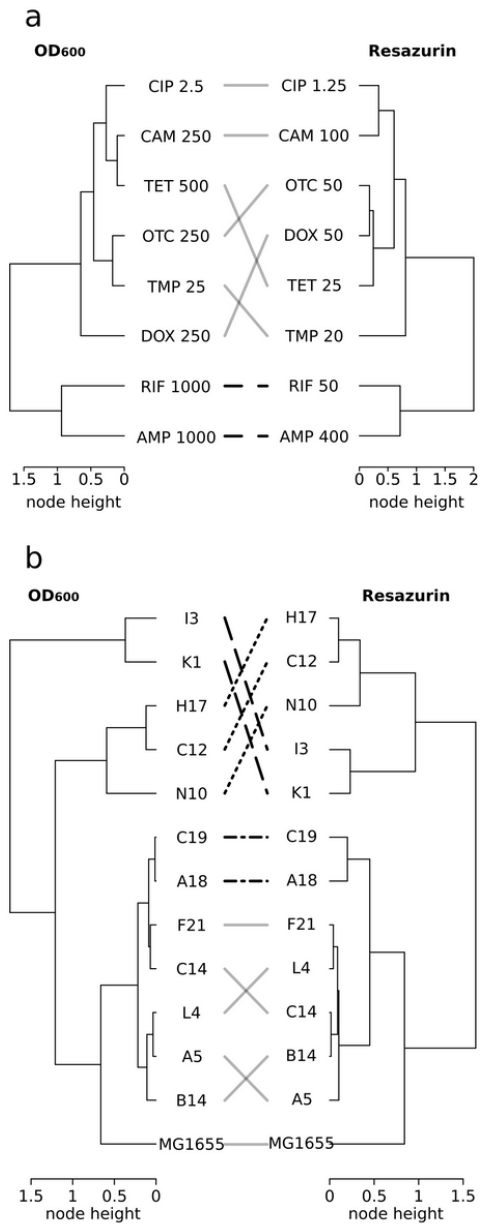 a
OD600 Resazurin
CIP 2.5 CIP 1.25
CAM 250 CAM 100
TET 500 OTC 50
OTC 250 DOX 50
TMP 25 TET 25
DOX 250 TMP 20
RIF 1000 RIF 50
AMP 1000 AMP 400
1.5 1 0.5 0 0 0.5 1 1.5 2
node height node height
b
OD600 Resazurin
I3 H17
K1 C12
H17 N10
C12 I3
N10 K1
C19 C19
A18 A18
F21 F21
C14 L4
L4 C14
A5 B14
B14 A5
MG1655 MG1655
1.5 1 0.5 0 0 0.5 1 1.5
node height node height